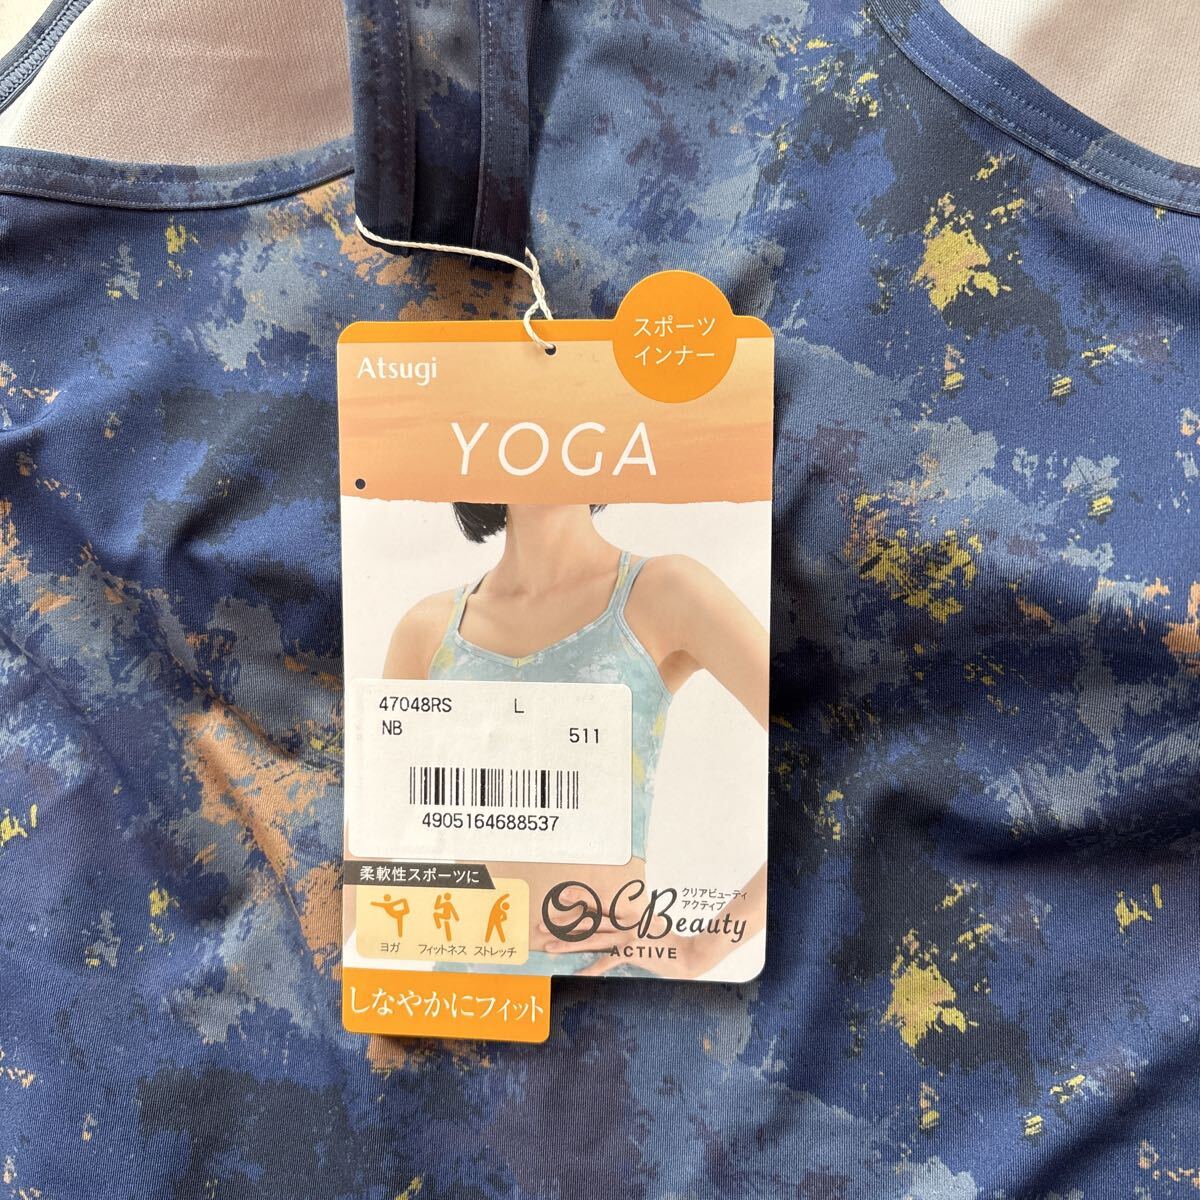 スポーツ
インナー
Atsugi
YOGA
47048RS L
NB 511
4905164688537
柔軟性スポーツに
ヨガ フィットネス ストレッチ
クリアビューティ
アクティブ
CBeauty
ACTIVE
しなやかにフィット